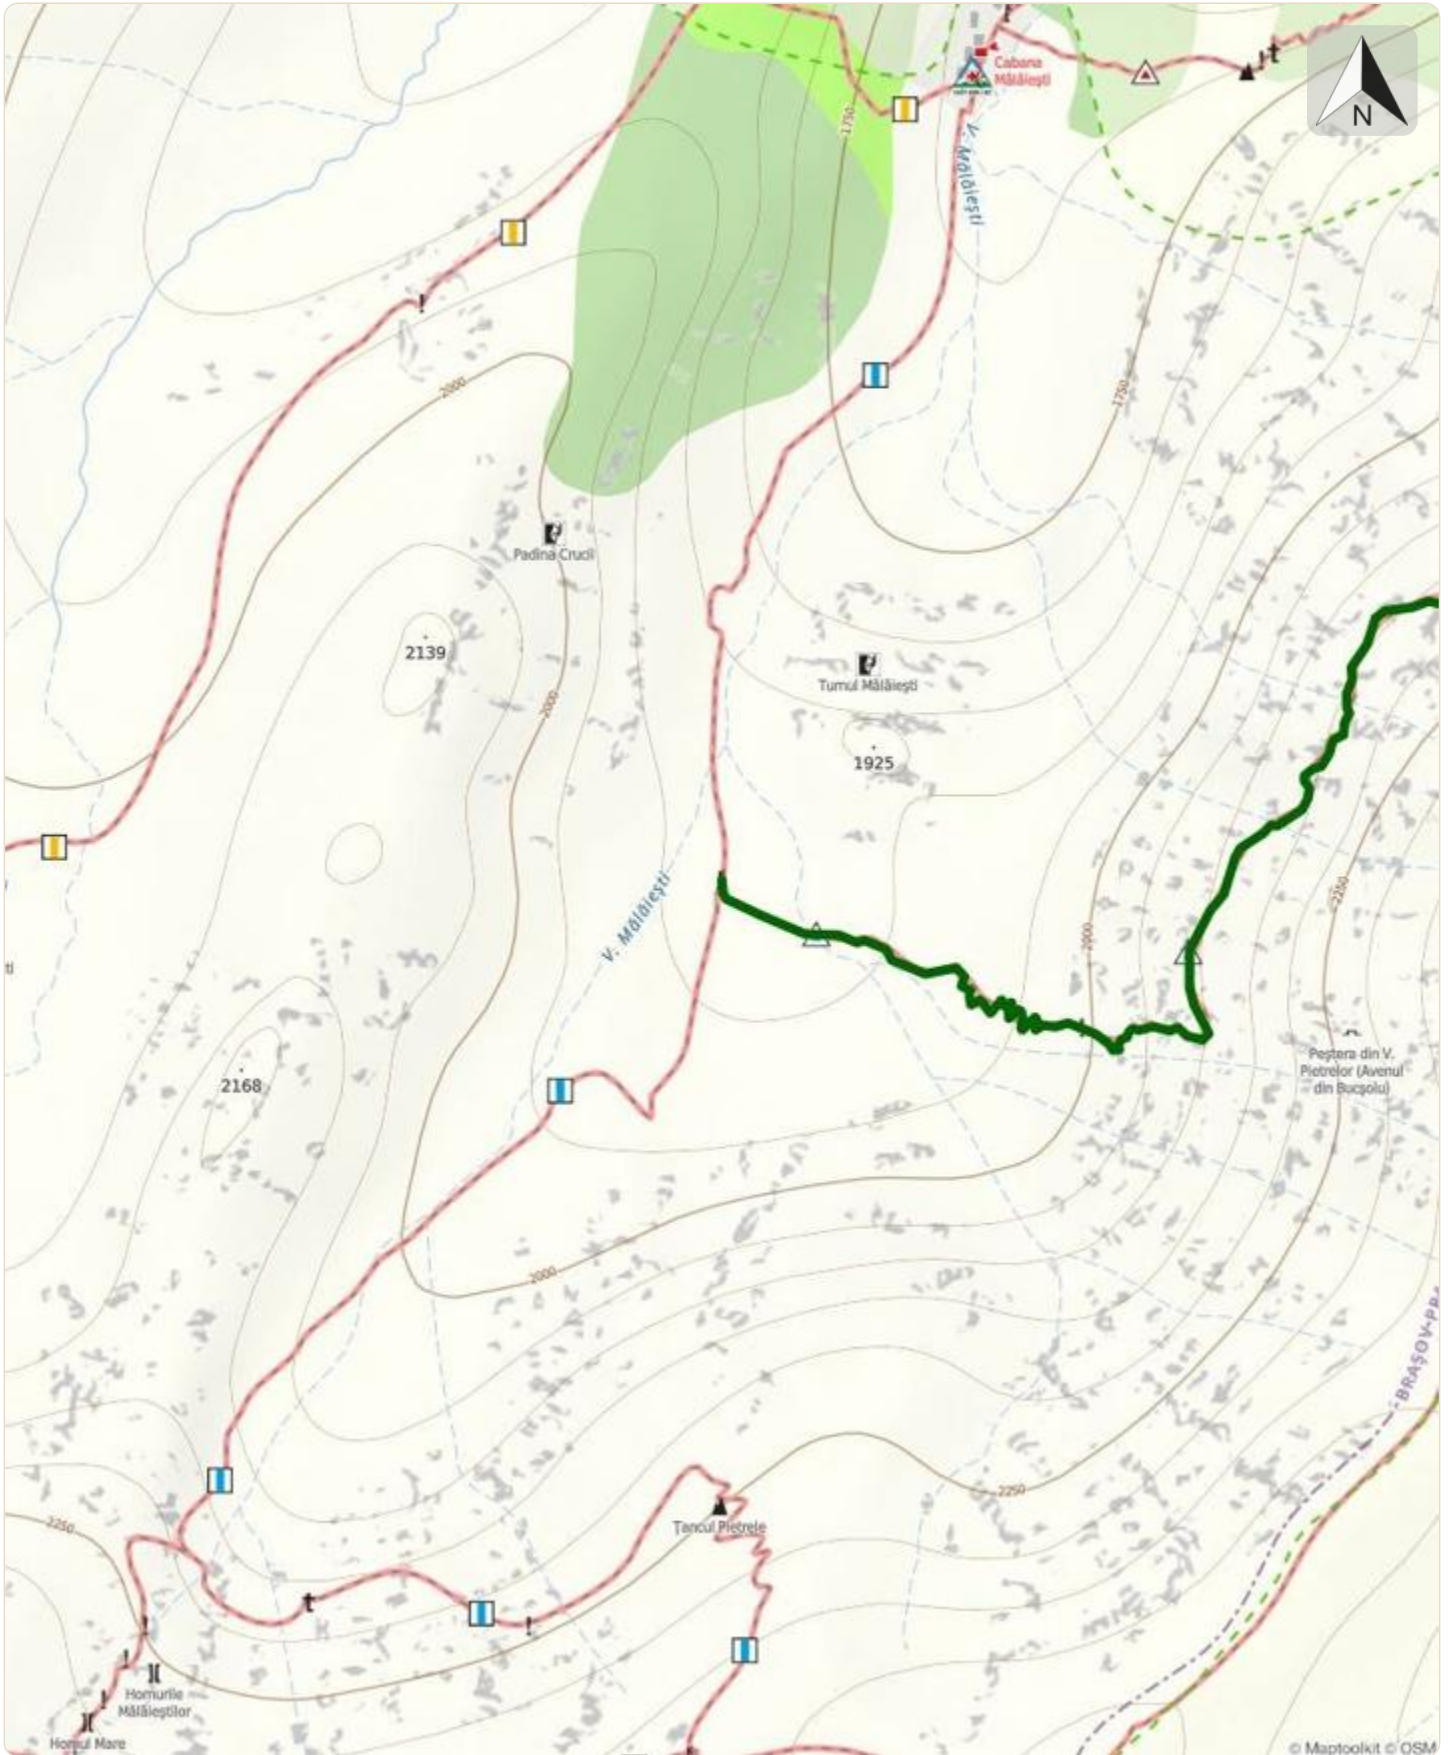 Cabana
Mălăiești
N
1750
V. Mălăiești
2000
1750
Padina Crucii
2139
Turnul Mălăiești
2000
1925
V. Mălăiești
2250
2000
Peștera din V.
Pietrelor (Avenul
din Bucșoiu)
2168
2000
BRAȘOV-PRA
2250
2250
Țancul Pietrele
Hornurile
Mălăieștilor
Hornul Mare
© Maptoolkit © OSM